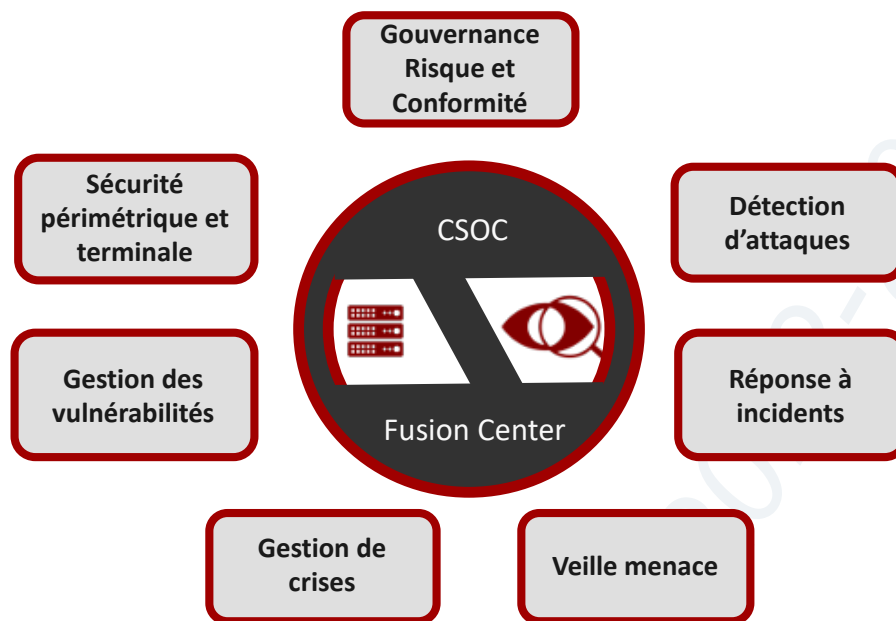 Gouvernance
Risque et
Conformité
Sécurité
périmétrique et
terminale
CSOC
Détection
d’attaques
Gestion des
vulnérabilités
Réponse à
incidents
Fusion Center
Gestion de
crises
Veille menace